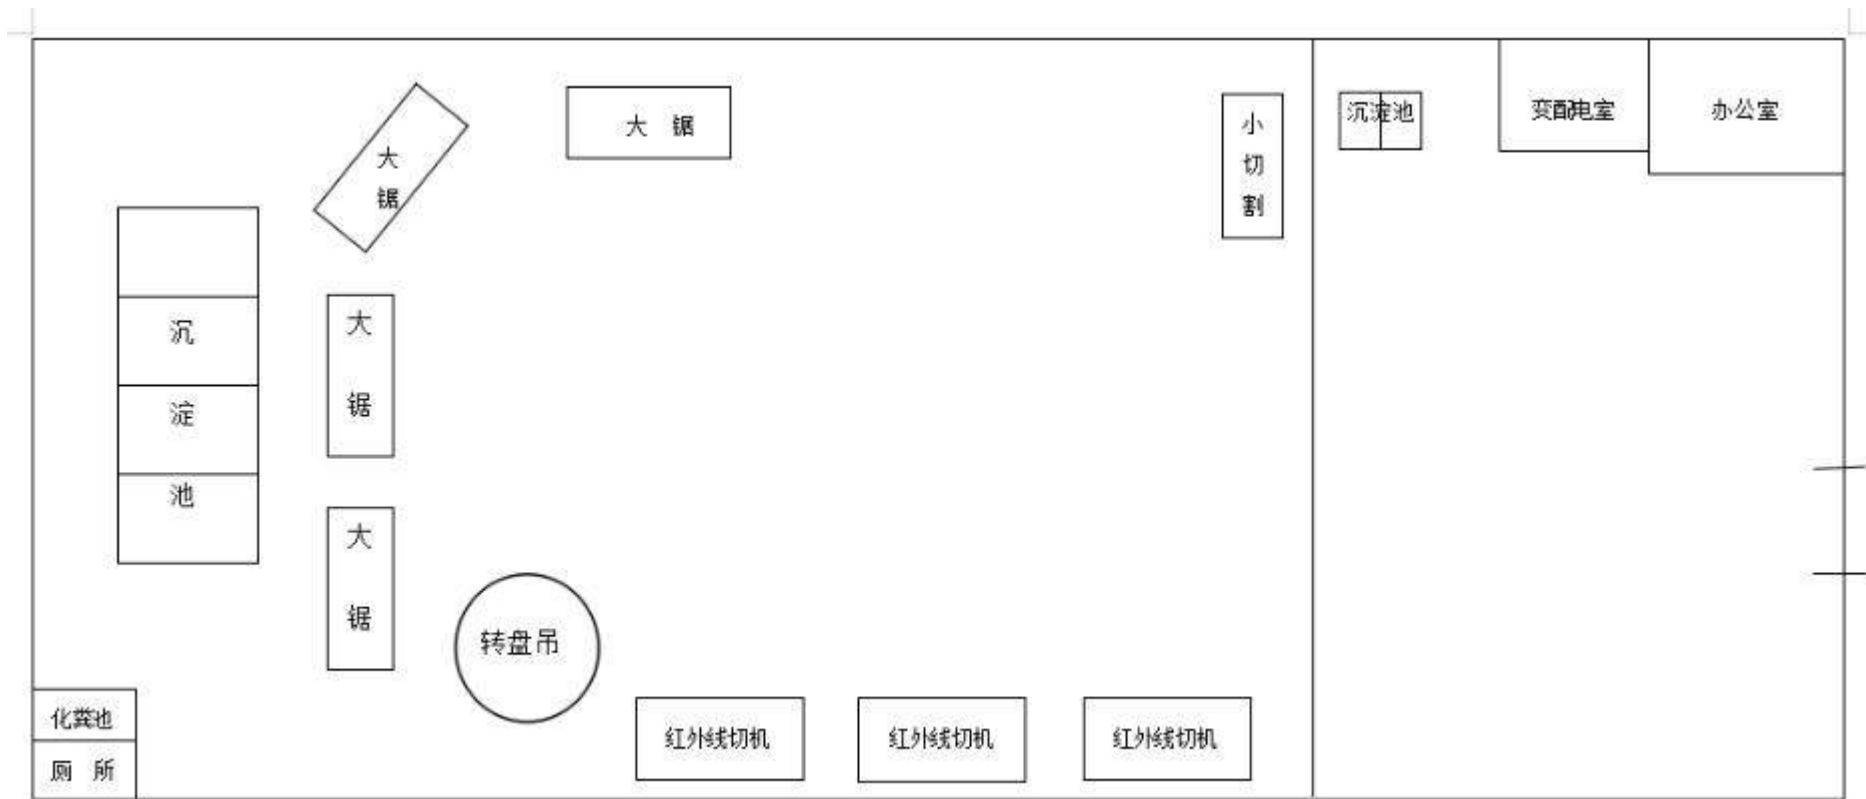 大 锯
小
切
割
沉淀池
变配电室
办公室
大
锯
沉
淀
池
大
锯
大
锯
转盘吊
化粪池
厕 所
红外线切机
红外线切机
红外线切机